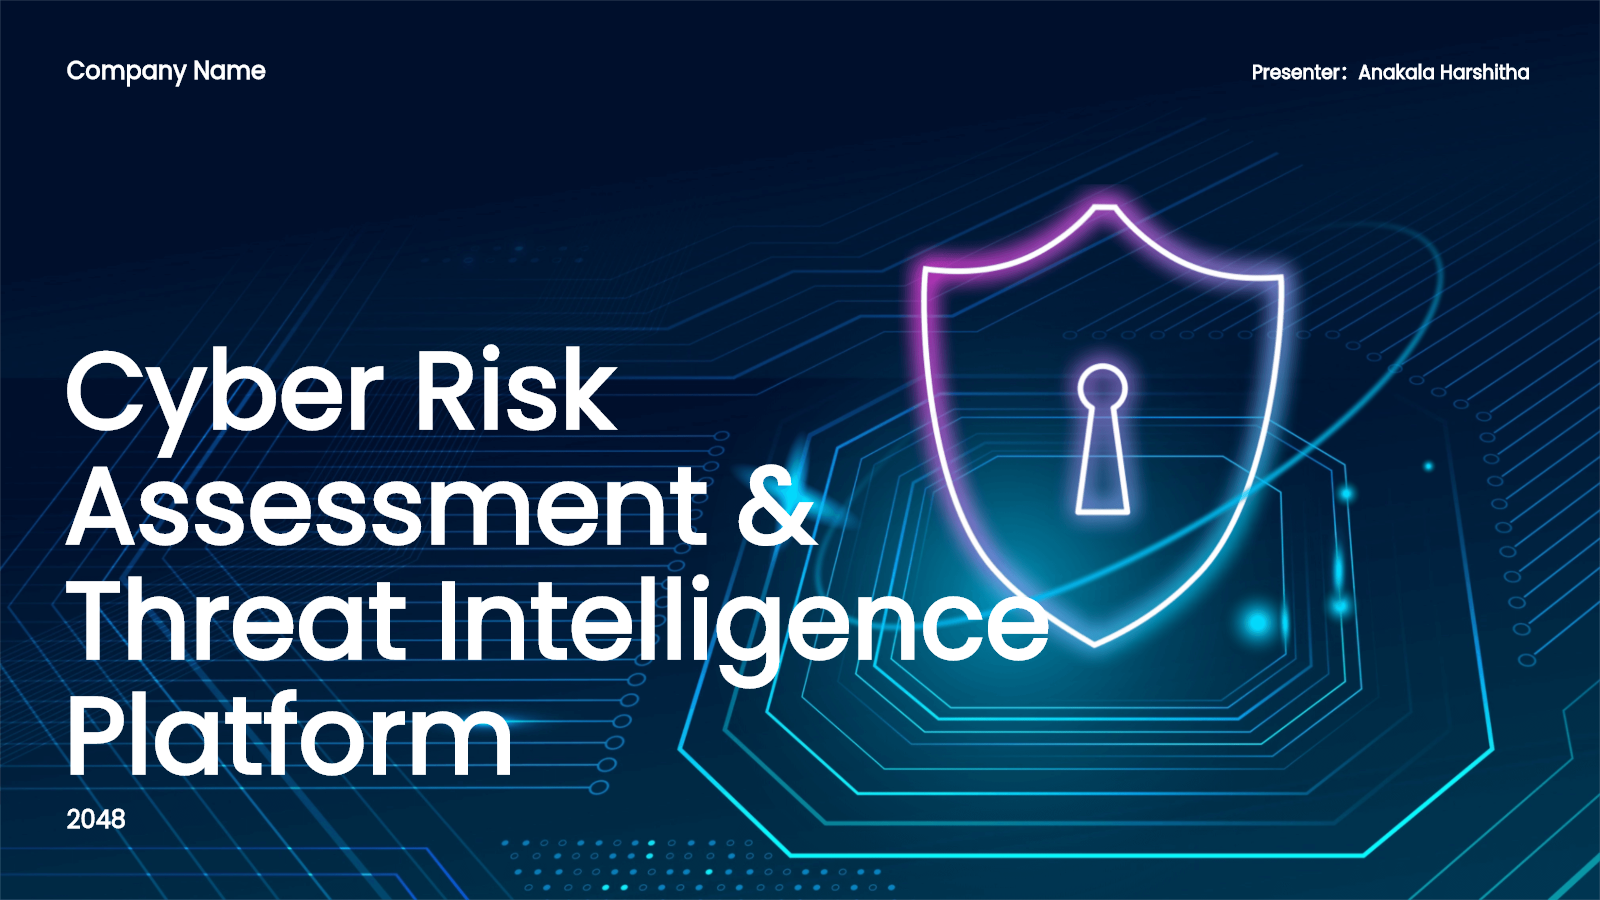 Company Name
Presenter: Anakala Harshitha
Cyber Risk
Assessment &
Threat Intelligence
Platform
2048